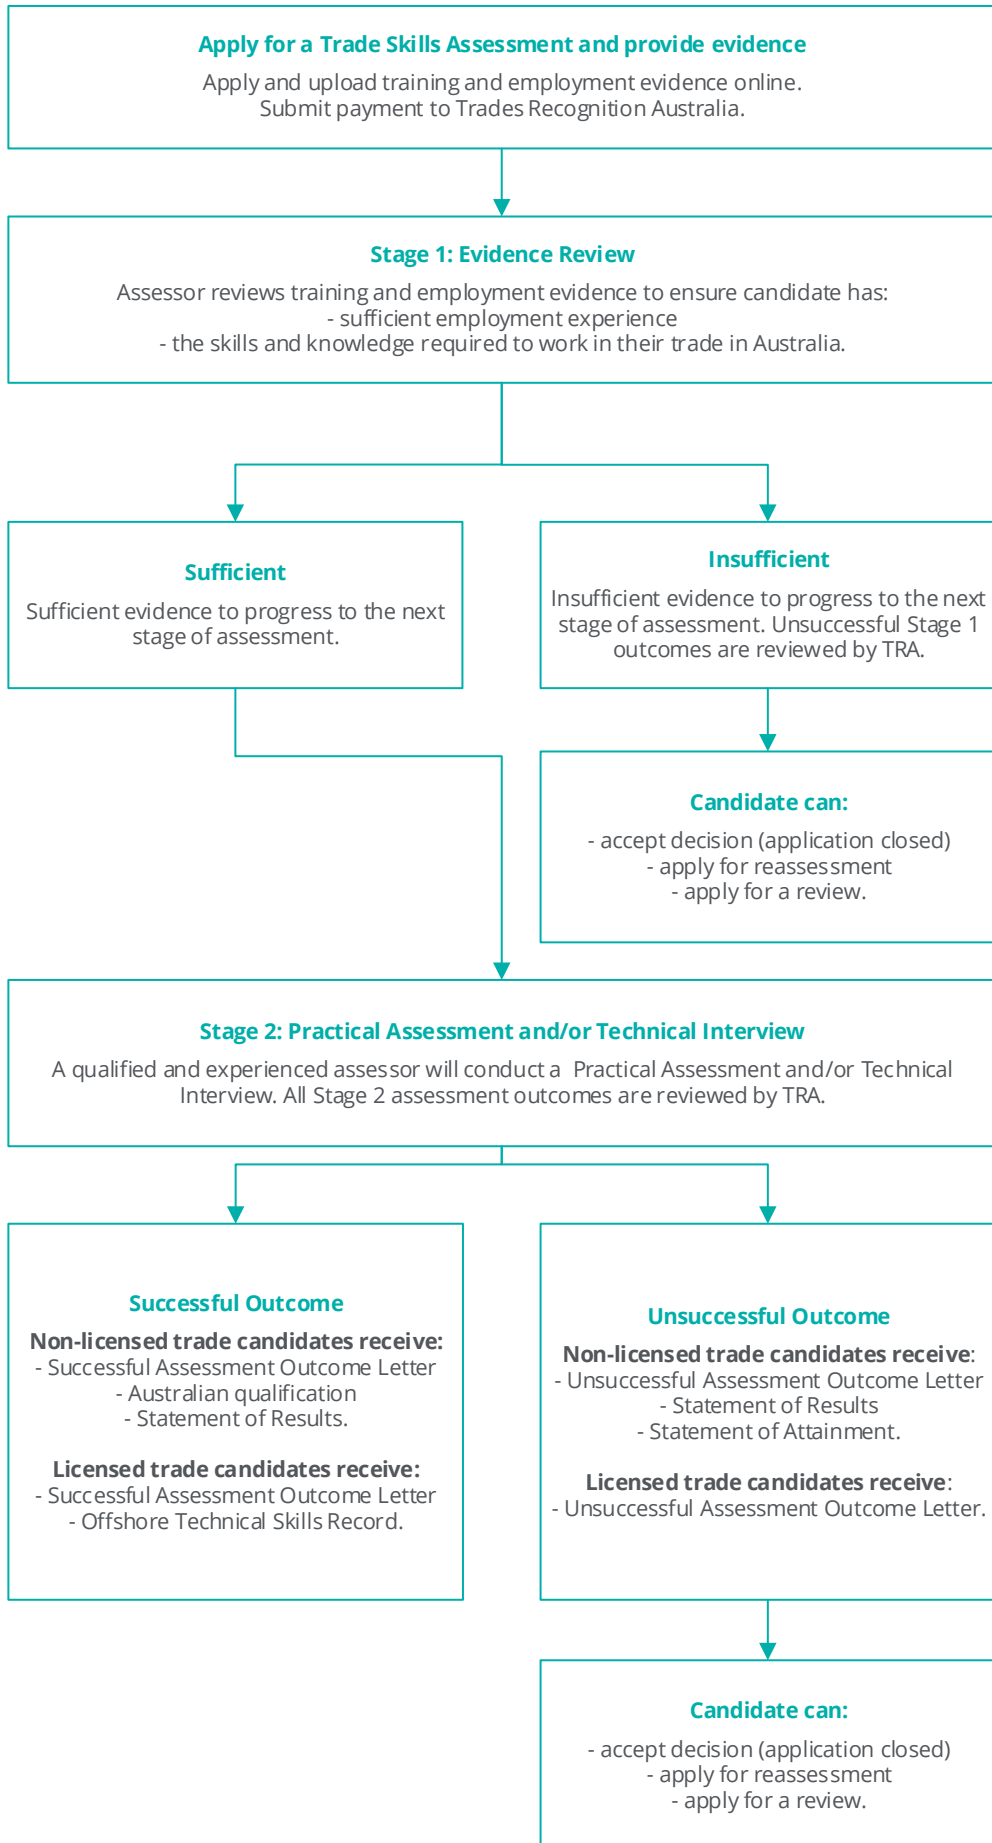 Apply for a Trade Skills Assessment and provide evidence
Apply and upload training and employment evidence online.
Submit payment to Trades Recognition Australia.
Stage 1: Evidence Review
Assessor reviews training and employment evidence to ensure candidate has:
- sufficient employment experience
- the skills and knowledge required to work in their trade in Australia.
Sufficient
Sufficient evidence to progress to the next
stage of assessment.
Insufficient
Insufficient evidence to progress to the next
stage of assessment. Unsuccessful Stage 1
outcomes are reviewed by TRA.
Candidate can:
- accept decision (application closed)
- apply for reassessment
- apply for a review.
Stage 2: Practical Assessment and/or Technical Interview
A qualified and experienced assessor will conduct a Practical Assessment and/or Technical
Interview. All Stage 2 assessment outcomes are reviewed by TRA.
Successful Outcome
Non-licensed trade candidates receive:
- Successful Assessment Outcome Letter
- Australian qualification
- Statement of Results.
Licensed trade candidates receive:
- Successful Assessment Outcome Letter
- Offshore Technical Skills Record.
Unsuccessful Outcome
Non-licensed trade candidates receive:
- Unsuccessful Assessment Outcome Letter
- Statement of Results
- Statement of Attainment.
Licensed trade candidates receive:
- Unsuccessful Assessment Outcome Letter.
Candidate can:
- accept decision (application closed)
- apply for reassessment
- apply for a review.